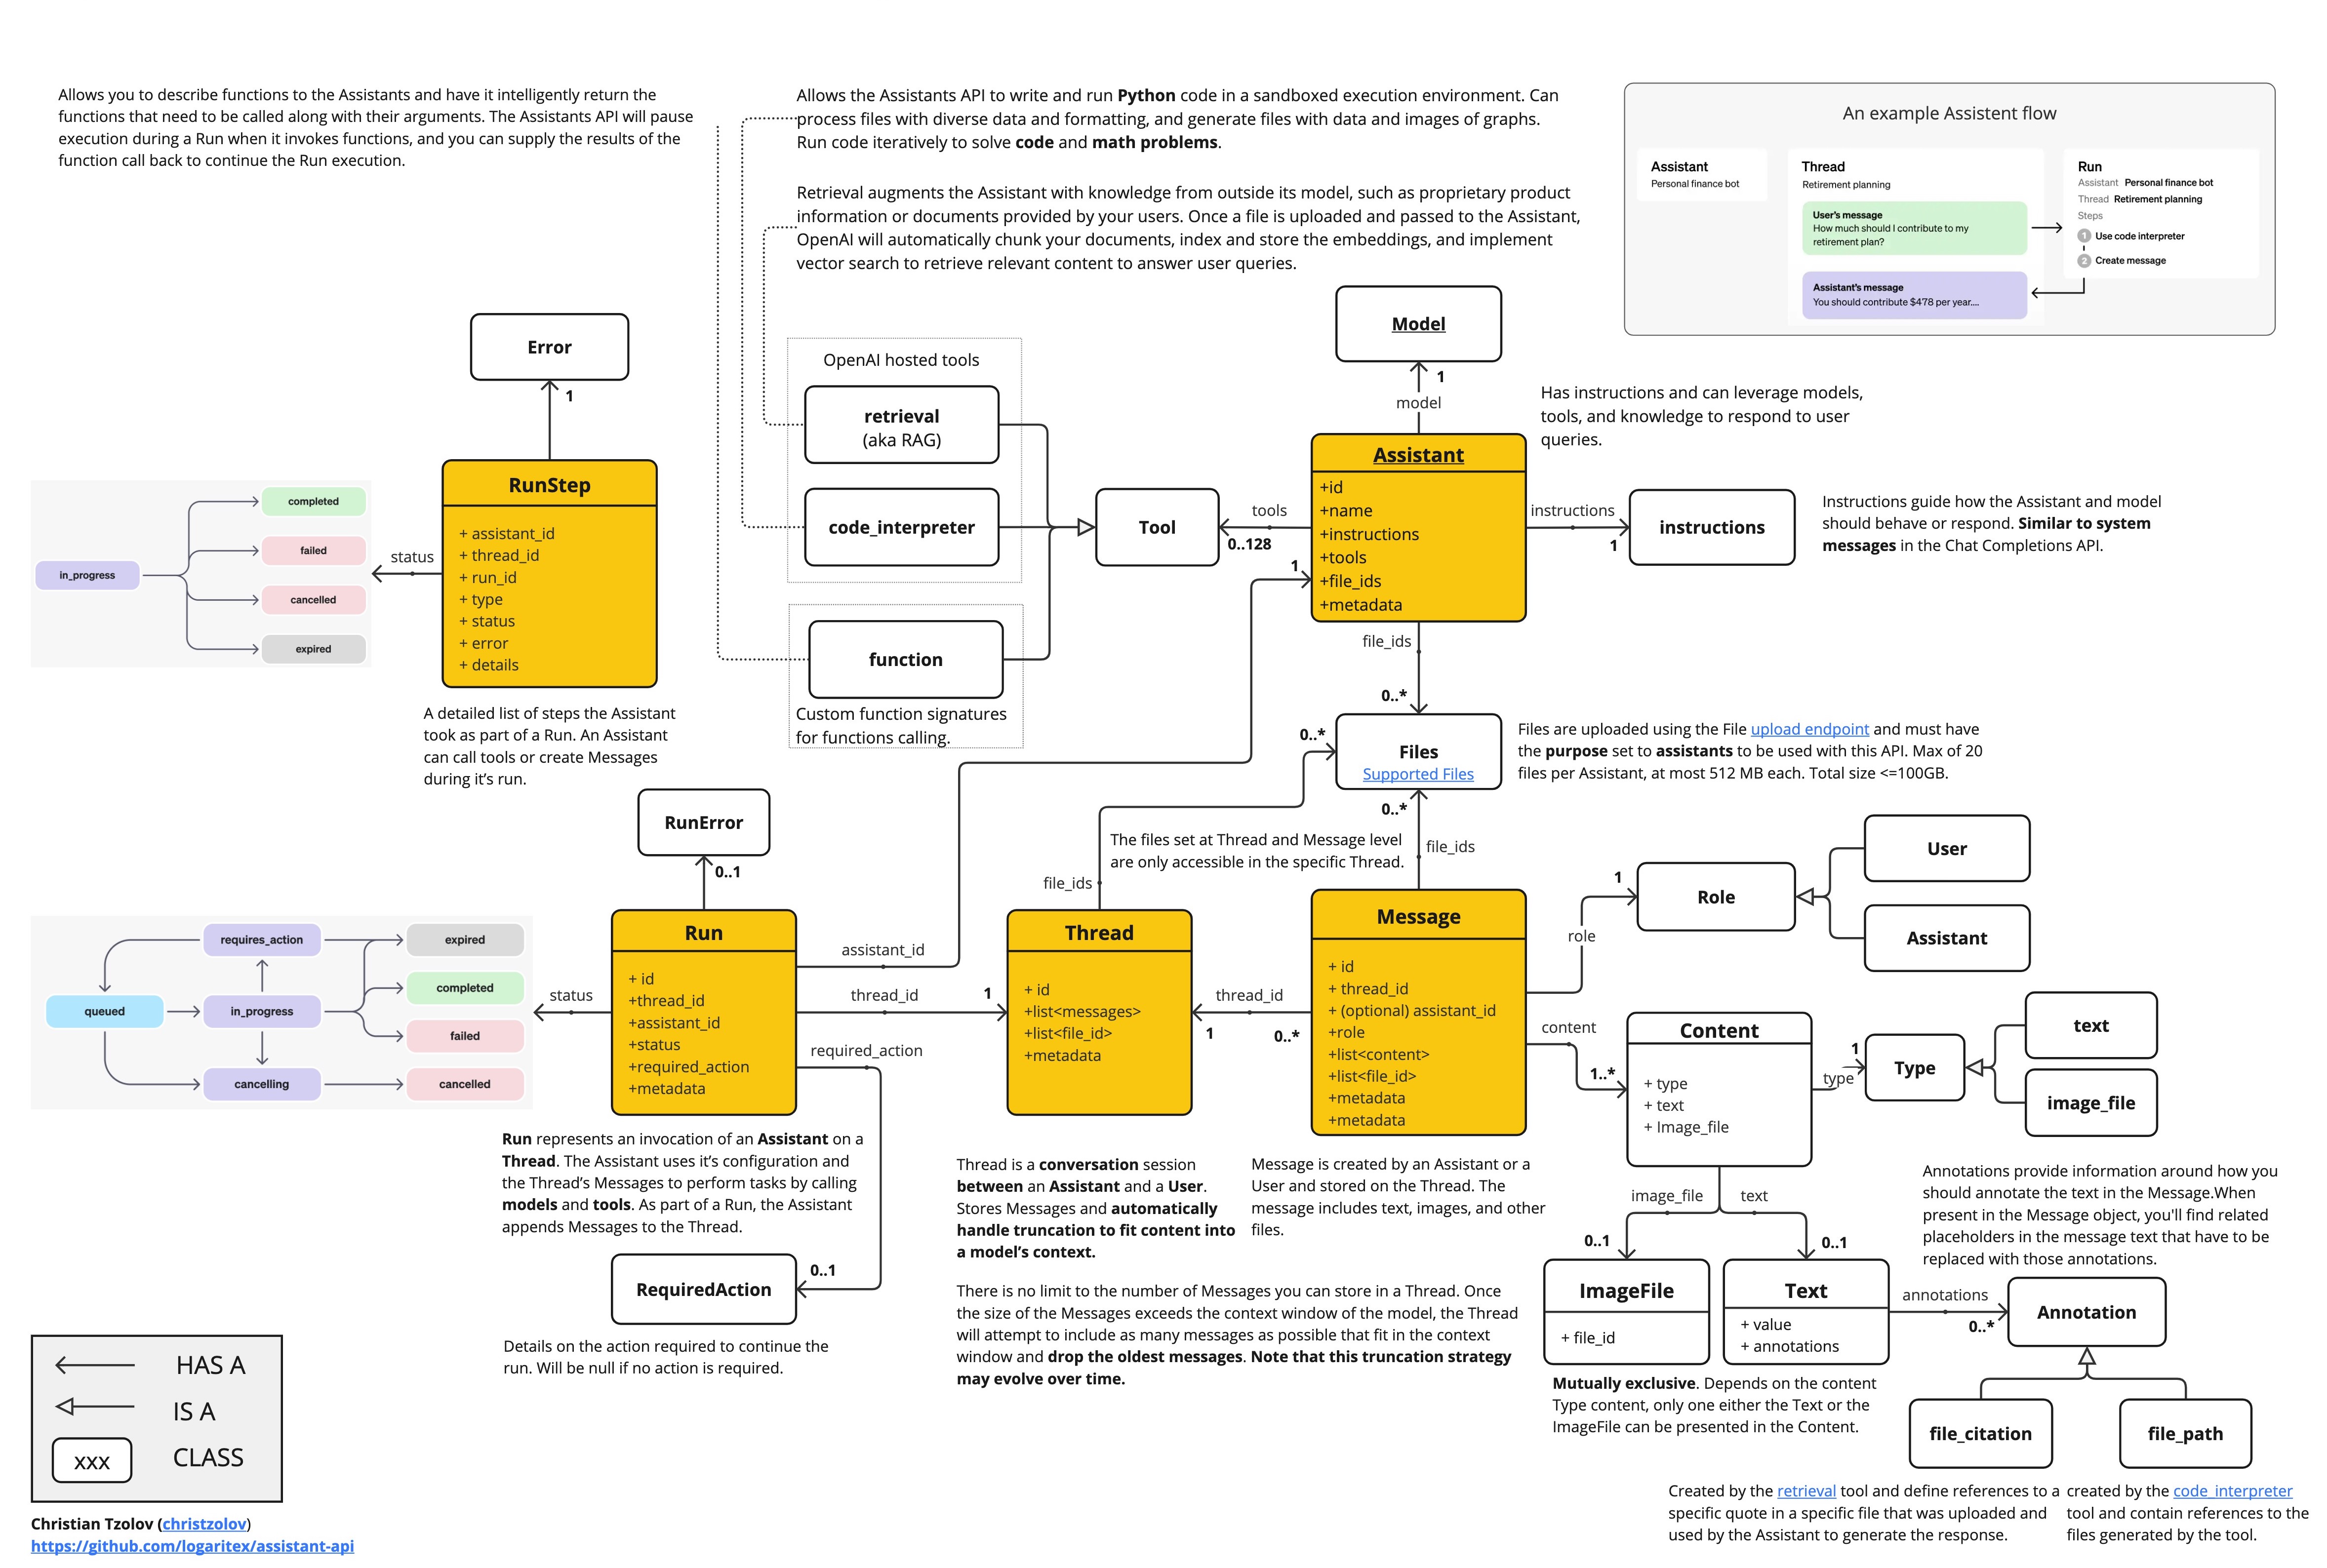 Allows you to describe functions to the Assistants and have it intelligently return the
functions that need to be called along with their arguments. The Assistants API will pause
execution during a Run when it invokes functions, and you can supply the results of the
function call back to continue the Run execution.
Allows the Assistants API to write and run Python code in a sandboxed execution environment. Can
process files with diverse data and formatting, and generate files with data and images of graphs.
Run code iteratively to solve code and math problems.
Retrieval augments the Assistant with knowledge from outside its model, such as proprietary product
information or documents provided by your users. Once a file is uploaded and passed to the Assistant,
OpenAI will automatically chunk your documents, index and store the embeddings, and implement
vector search to retrieve relevant content to answer user queries.
An example Assistent flow
Assistant
Personal finance bot
Thread
Retirement planning
User's message
How much should I contribute to my
retirement plan?
Assistant's message
You should contribute $478 per year....
Run
Assistant Personal finance bot
Thread Retirement planning
Steps
1 Use code interpreter
2 Create message
Error
1
RunStep
+ assistant_id
+ thread_id
+ run_id
+ type
+ status
+ error
+ details
status
in_progress
completed
failed
cancelled
expired
A detailed list of steps the Assistant
took as part of a Run. An Assistant
can call tools or create Messages
during it's run.
OpenAI hosted tools
retrieval
(aka RAG)
code_interpreter
function
Custom function signatures
for functions calling.
Tool
tools
0..128
Model
1
model
Assistant
+id
+name
+instructions
+tools
+file_ids
+metadata
1
Has instructions and can leverage models,
tools, and knowledge to respond to user
queries.
instructions
1
instructions
Instructions guide how the Assistant and model
should behave or respond. Similar to system
messages in the Chat Completions API.
file_ids
0..*
0..*
Files
Supported Files
0..*
Files are uploaded using the File upload endpoint and must have
the purpose set to assistants to be used with this API. Max of 20
files per Assistant, at most 512 MB each. Total size <=100GB.
The files set at Thread and Message level
are only accessible in the specific Thread.
file_ids
file_ids
RunError
0..1
Run
+ id
+thread_id
+assistant_id
+status
+required_action
+metadata
status
queued
requires_action
in_progress
cancelling
expired
completed
failed
cancelled
assistant_id
thread_id
1
required_action
Run represents an invocation of an Assistant on a
Thread. The Assistant uses it's configuration and
the Thread's Messages to perform tasks by calling
models and tools. As part of a Run, the Assistant
appends Messages to the Thread.
RequiredAction
0..1
Details on the action required to continue the
run. Will be null if no action is required.
Thread
+ id
+list<messages>
+list<file_id>
+metadata
thread_id
1
0..*
Thread is a conversation session
between an Assistant and a User.
Stores Messages and automatically
handle truncation to fit content into
a model's context.
There is no limit to the number of Messages you can store in a Thread. Once
the size of the Messages exceeds the context window of the model, the Thread
will attempt to include as many messages as possible that fit in the context
window and drop the oldest messages. Note that this truncation strategy
may evolve over time.
Message
+ id
+ thread_id
+ (optional) assistant_id
+role
+list<content>
+list<file_id>
+metadata
+metadata
Message is created by an Assistant or a
User and stored on the Thread. The
message includes text, images, and other
files.
role
1
Role
User
Assistant
content
1..*
Content
+ type
+ text
+ Image_file
type
1
Type
text
image_file
image_file
text
0..1
0..1
ImageFile
+ file_id
Text
+ value
+ annotations
Mutually exclusive. Depends on the content
Type content, only one either the Text or the
ImageFile can be presented in the Content.
Annotations provide information around how you
should annotate the text in the Message.When
present in the Message object, you'll find related
placeholders in the message text that have to be
replaced with those annotations.
annotations
0..*
Annotation
file_citation
file_path
Created by the retrieval tool and define references to a
specific quote in a specific file that was uploaded and
used by the Assistant to generate the response.
created by the code_interpreter
tool and contain references to the
files generated by the tool.
HAS A
IS A
xxx
CLASS
Christian Tzolov (christzolov)
https://github.com/logaritex/assistant-api